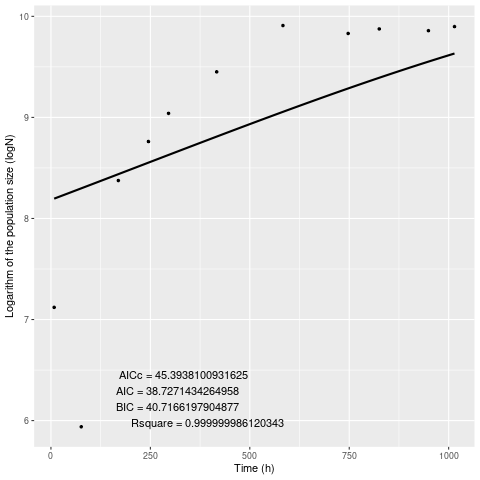 10
9
8
7
6
Logarithm of the population size (logN)
AICc = 45.3938100931625
AIC = 38.7271434264958
BIC = 40.7166197904877
Rsquare = 0.999999986120343
0 250 500 750 1000
Time (h)